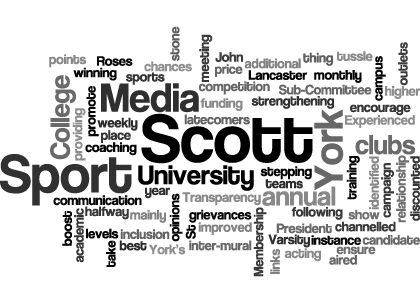 points
Roses
chances
stone
meeting
John
additional
thing
tussle
campus
outlets
winning
sports
price
Lancaster
monthly
higher
College
providing
promote
Media
competition
Sub-Committee
encourage
funding
strengthening
weekly
latecomers
Experienced
place
coaching
Scott
York
clubs
Sport
University
stepping
teams
training
identified
campaign
relationship
discounted
year
Transparency
annual
communication
boost
academic
halfway
mainly
opinions
St
grievances
Membership
following
show
levels
inclusion
improved
President
channelled
take
best
York's
inter-mural
links
Varsity
instance
candidate
acting
ensure
aired